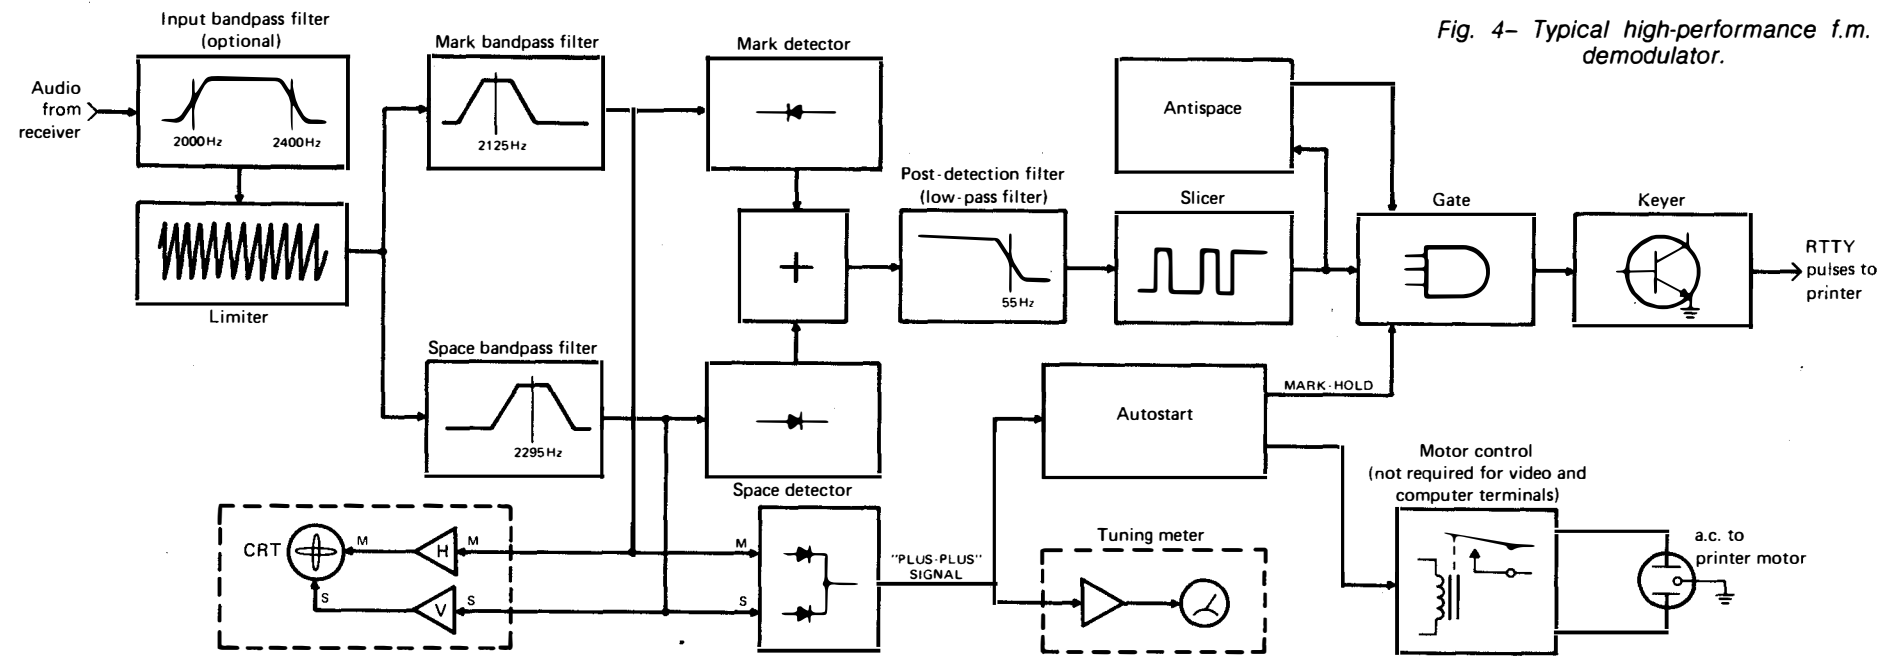 Fig. 4– Typical high-performance f.m.
demodulator.
Input bandpass filter
(optional)
Audio
from
receiver
2000Hz
2400Hz
Limiter
Mark bandpass filter
2125Hz
Space bandpass filter
2295Hz
Mark detector
+
Space detector
Post-detection filter
(low-pass filter)
55Hz
Slicer
Antispace
Gate
Keyer
RTTY
pulses to
printer
MARK-HOLD
Autostart
Motor control
(not required for video and
computer terminals)
a.c. to
printer motor
Tuning meter
"PLUS-PLUS"
SIGNAL
CRT
M
H
M
M
S
V
S
S